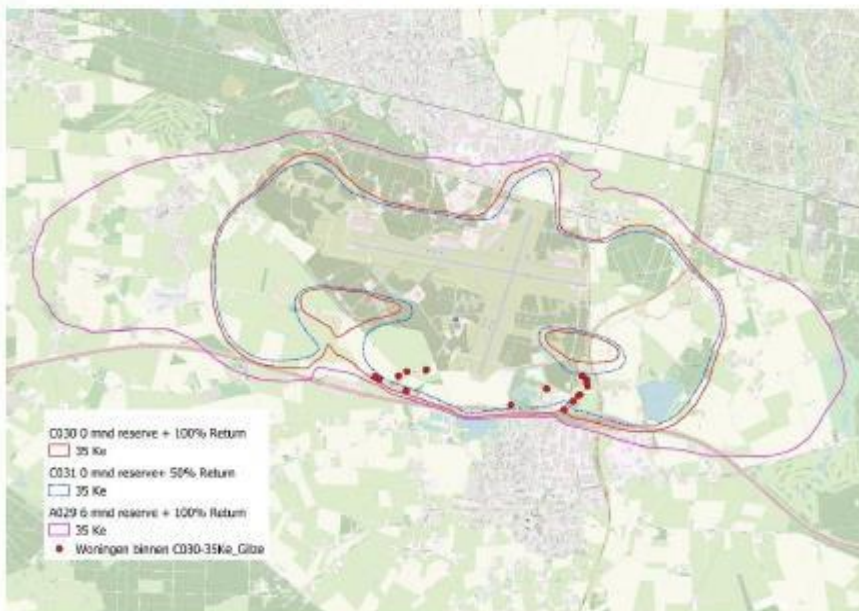 C030 0 mnd reserve + 100% Return
35 Ke
C031 0 mnd reserve+ 50% Return
35 Ke
A029 6 mnd reserve + 100% Return
35 Ke
Woningen binnen C030-35Ke_Gilze